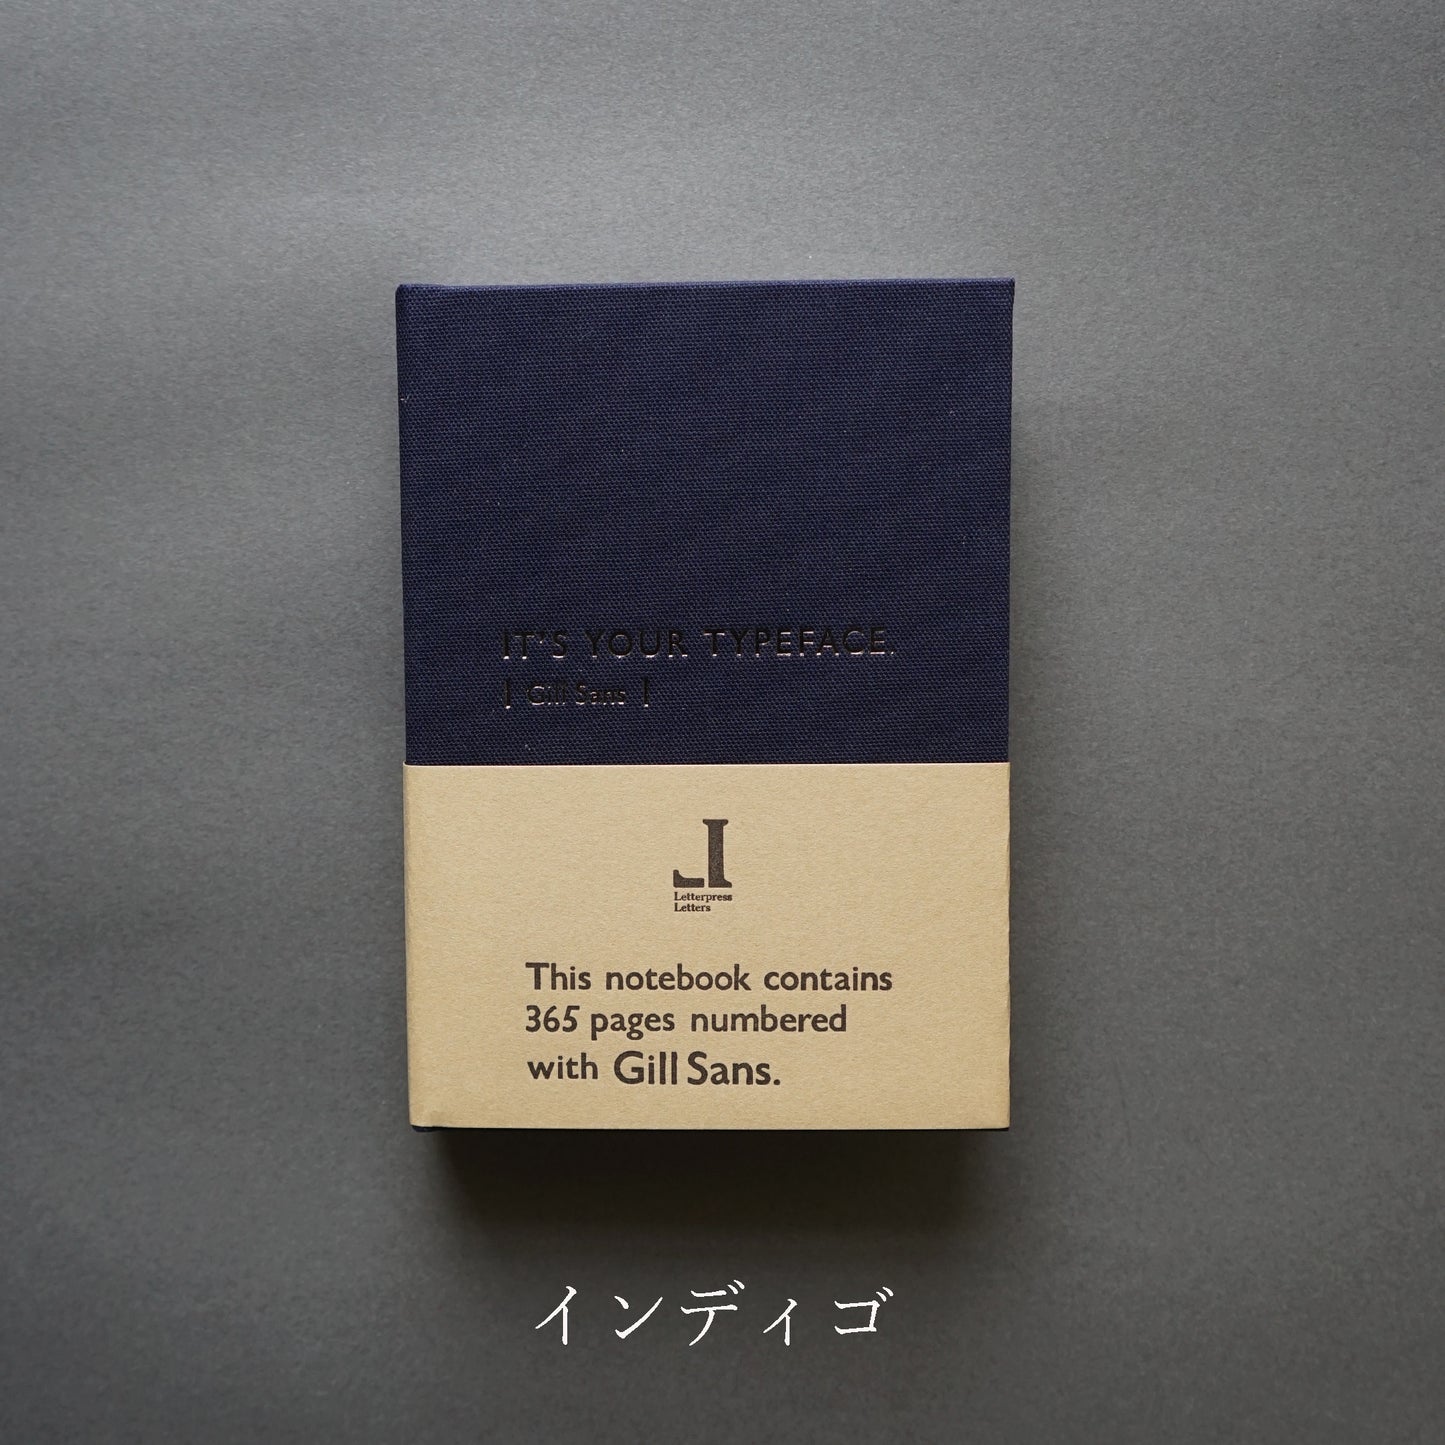 IT'S YOUR TYPEFACE.
[ Gill Sans ]
Letterpress
Letters
This notebook contains
365 pages numbered
with Gill Sans.
インディゴ